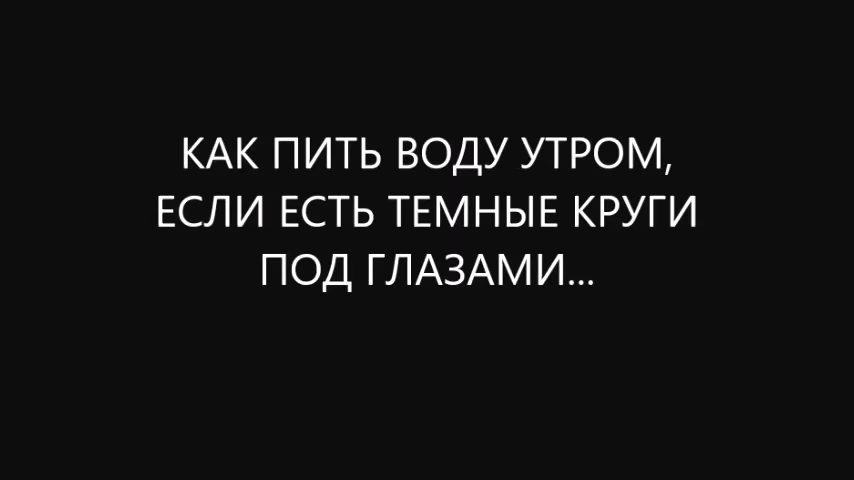 КАК ПИТЬ ВОДУ УТРОМ,
ЕСЛИ ЕСТЬ ТЕМНЫЕ КРУГИ
ПОД ГЛАЗАМИ...